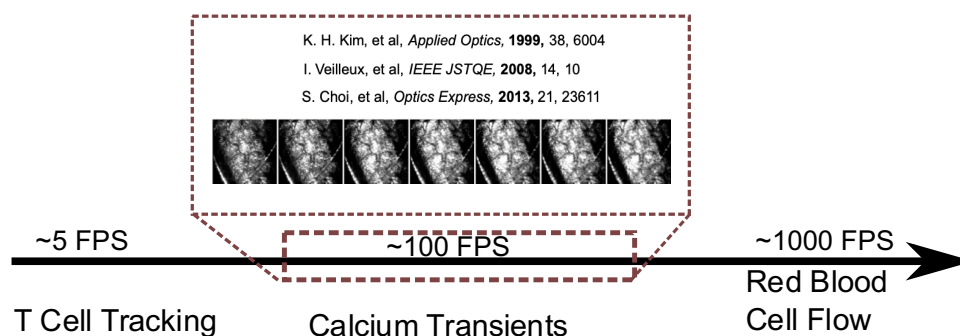 K. H. Kim, et al, Applied Optics, 1999, 38, 6004
I. Veilleux, et al, IEEE JSTQE, 2008, 14, 10
S. Choi, et al, Optics Express, 2013, 21, 23611
~5 FPS
~100 FPS
~1000 FPS
T Cell Tracking
Calcium Transients
Red Blood
Cell Flow